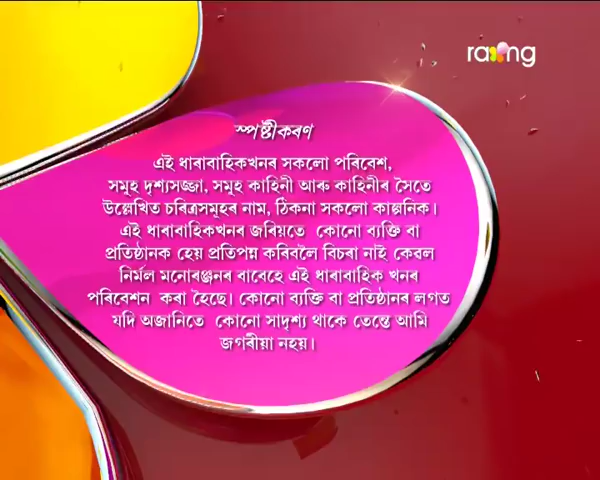 rang
স্পষ্টীকৰণ
এই ধাৰাবাহিকখনৰ সকলো পৰিবেশ,
সমূহ দৃশ্যসজ্জা, সমূহ কাহিনী আৰু কাহিনীৰ সৈতে
উল্লেখিত চৰিত্ৰসমূহৰ নাম, ঠিকনা সকলো কাল্পনিক।
এই ধাৰাবাহিকখনৰ জৰিয়তে কোনো ব্যক্তি বা
প্ৰতিষ্ঠানক হেয় প্ৰতিপন্ন কৰিবলৈ বিচৰা নাই কেৱল
নিৰ্মল মনোৰঞ্জনৰ বাবেহে এই ধাৰাবাহিক খনৰ
পৰিবেশন কৰা হৈছে। কোনো ব্যক্তি বা প্ৰতিষ্ঠানৰ লগত
যদি অজানিতে কোনো সাদৃশ্য থাকে তেন্তে আমি
জগৰীয়া নহয়।